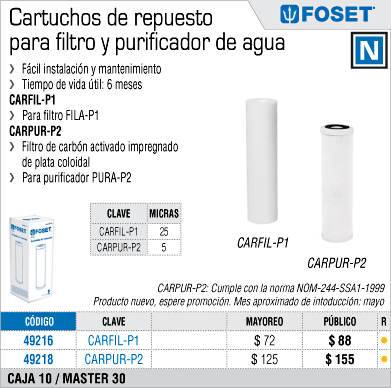 Cartuchos de repuesto
para filtro y purificador de agua
FOSET®
N
› Fácil instalación y mantenimiento
› Tiempo de vida útil: 6 meses
CARFIL-P1
› Para filtro FILA-P1
CARPUR-P2
› Filtro de carbón activado impregnado
de plata coloidal
› Para purificador PURA-P2
FOSET
CLAVE MICRAS
CARFIL-P1 25
CARPUR-P2 5
CARFIL-P1
CARPUR-P2
CARPUR-P2: Cumple con la norma NOM-244-SSA1-1999
Producto nuevo, espere promoción. Mes aproximado de intoducción: mayo
CÓDIGO CLAVE MAYOREO PÚBLICO R
49216 CARFIL-P1 $ 72 $ 88
49218 CARPUR-P2 $ 125 $ 155
CAJA 10 / MASTER 30